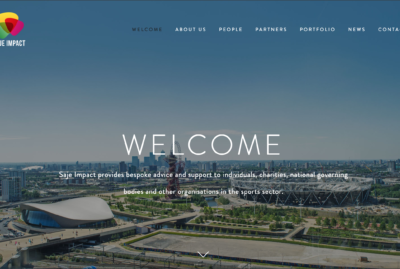 NE IMPACT
WELCOME
ABOUT US
PEOPLE
PARTNERS
PORTFOLIO
NEWS
CONTA
WELCOME
Saje Impact provides bespoke advice and support to individuals, charities, national governing
bodies and other organisations in the sports sector.